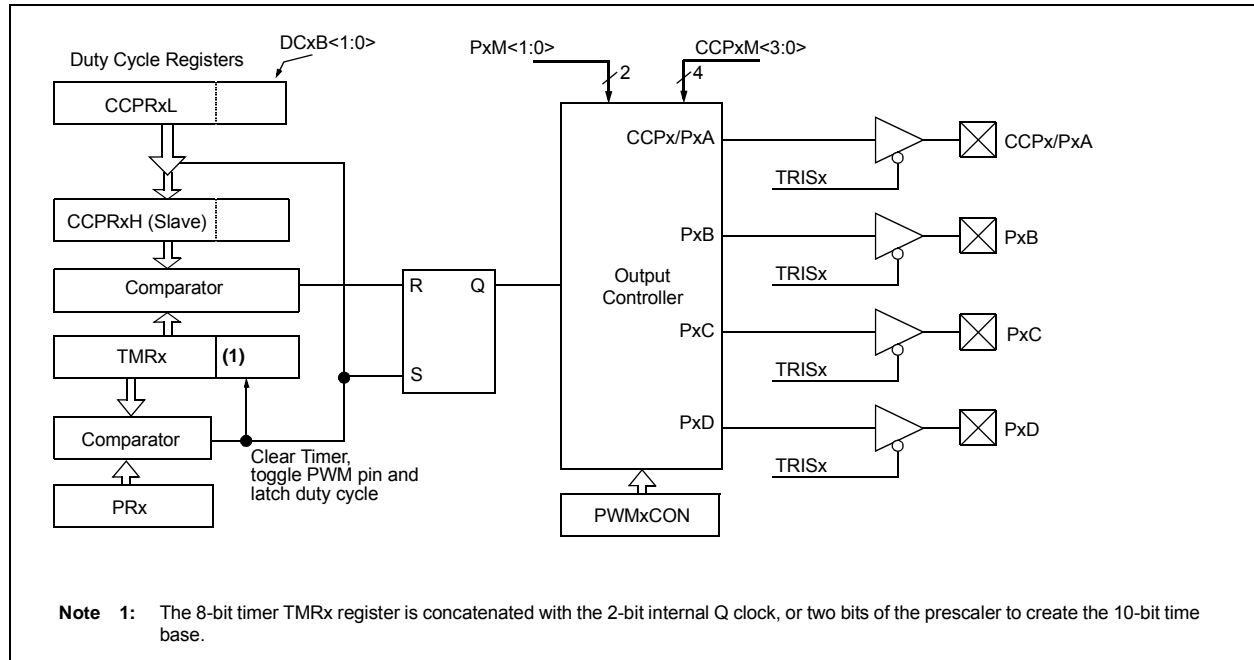 DCxB<1:0>
Duty Cycle Registers
PxM<1:0>
CCPxM<3:0>
2
4
CCPRxL
CCPx/PxA
CCPx/PxA
TRISx
CCPRxH (Slave)
PxB
PxB
TRISx
Comparator
R
Q
Output
Controller
PxC
PxC
TRISx
TMRx
(1)
S
PxD
PxD
TRISx
Comparator
Clear Timer,
toggle PWM pin and
latch duty cycle
PRx
PWMxCON
Note 1: The 8-bit timer TMRx register is concatenated with the 2-bit internal Q clock, or two bits of the prescaler to create the 10-bit time
base.